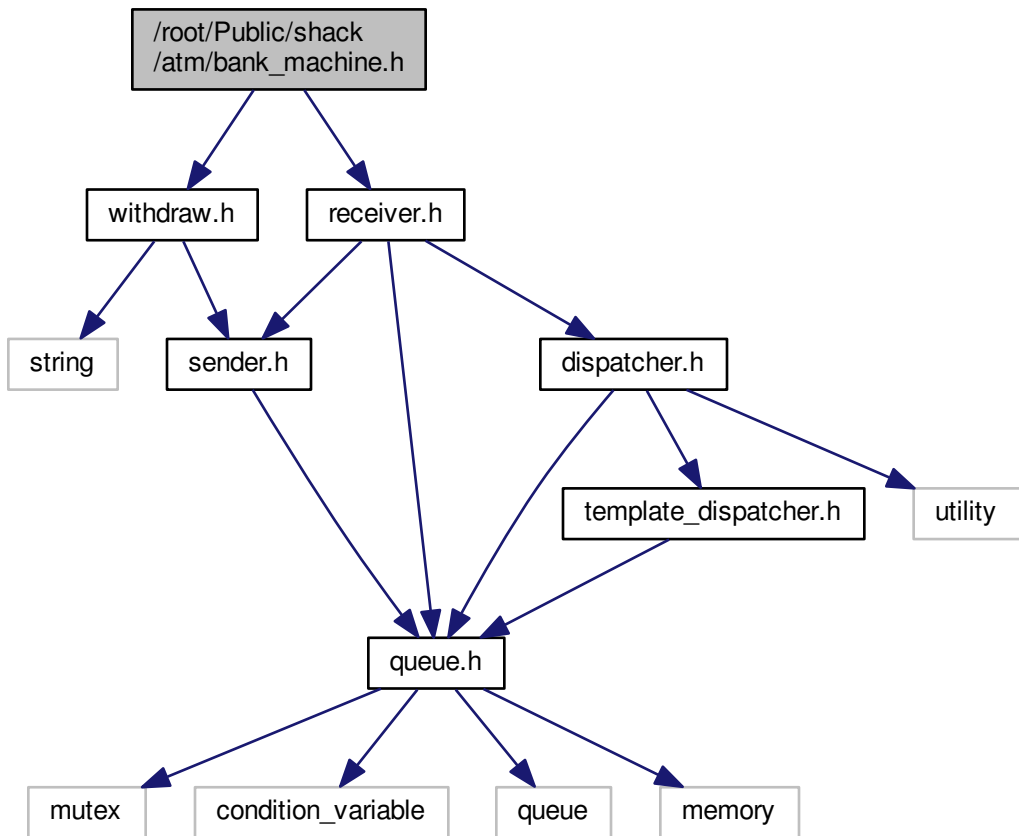 /root/Public/shack
/atm/bank_machine.h
withdraw.h
receiver.h
string
sender.h
dispatcher.h
template_dispatcher.h
utility
queue.h
mutex
condition_variable
queue
memory